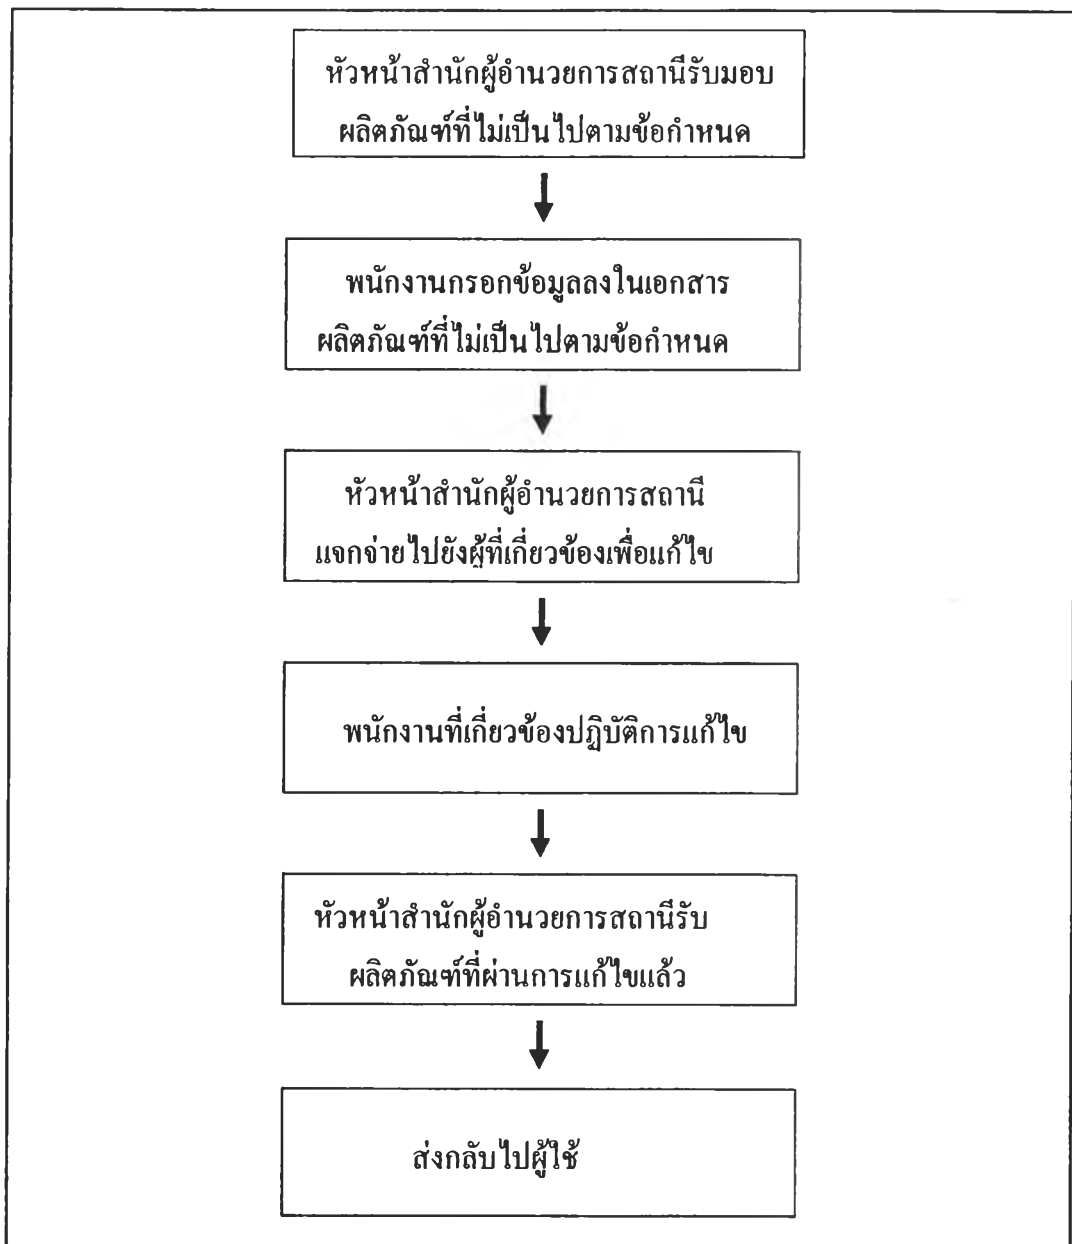 หัวหน้าสำนักผู้อำนวยการสถานีรับมอบ
ผลิตภัณฑ์ที่ไม่เป็นไปตามข้อกำหนด
พนักงานกรอกข้อมูลลงในเอกสาร
ผลิตภัณฑ์ที่ไม่เป็นไปตามข้อกำหนด
หัวหน้าสำนักผู้อำนวยการสถานี
แจกจ่ายไปยังผู้ที่เกี่ยวข้องเพื่อแก้ไข
พนักงานที่เกี่ยวข้องปฏิบัติการแก้ไข
หัวหน้าสำนักผู้อำนวยการสถานีรับ
ผลิตภัณฑ์ที่ผ่านการแก้ไขแล้ว
ส่งกลับไปผู้ใช้